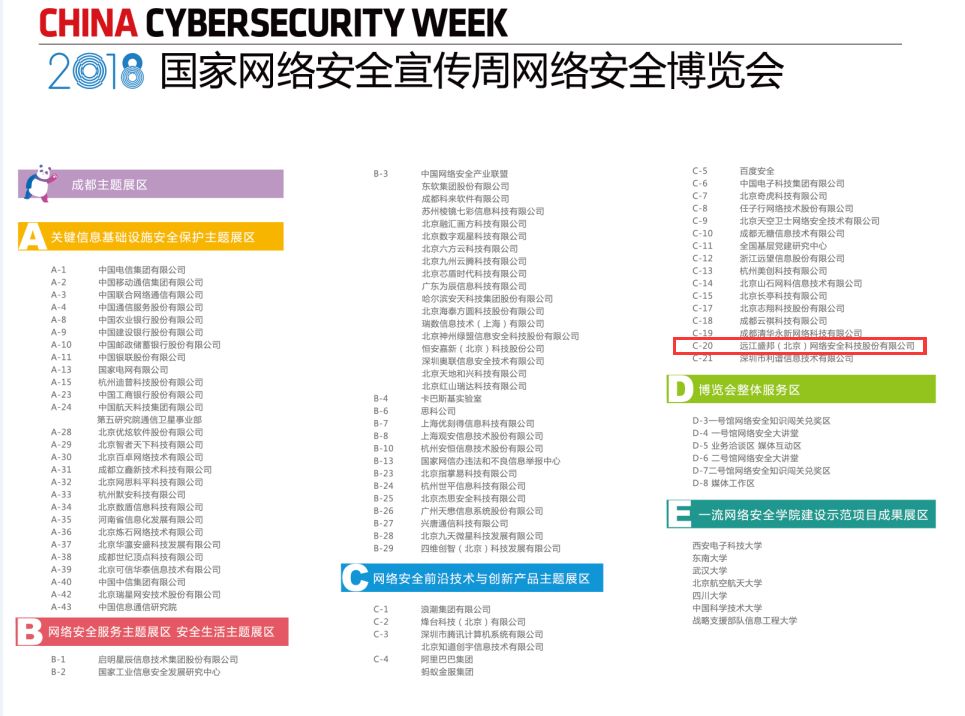 CHINA CYBERSECURITY WEEK
2018 国家网络安全宣传周网络安全博览会
成都主题展区
A 关键信息基础设施安全保护主题展区
A-1 中国电信集团有限公司
A-2 中国移动通信集团有限公司
A-3 中国联合网络通信有限公司
A-4 中国通信服务股份有限公司
A-8 中国农业银行股份有限公司
A-9 中国建设银行股份有限公司
A-10 中国邮政储蓄银行股份有限公司
A-11 中国银联股份有限公司
A-13 国家电网有限公司
A-15 杭州迪普科技股份有限公司
A-23 中国工商银行股份有限公司
A-24 中国航天科技集团有限公司
第五研究院通信卫星事业部
A-28 北京优炫软件股份有限公司
A-29 北京智者天下科技有限公司
A-30 北京百卓网络技术有限公司
A-31 成都立鑫新技术科技有限公司
A-32 北京网思科平科技有限公司
A-33 杭州默安科技有限公司
A-34 北京数盾信息科技有限公司
A-35 河南省信息化发展有限公司
A-36 北京炼石网络技术有限公司
A-37 北京华瀛安盛科技发展有限公司
A-38 成都世纪顶点科技有限公司
A-39 北京可信华泰信息技术有限公司
A-40 中国中信集团有限公司
A-42 北京瑞星网安技术股份有限公司
A-43 中国信息通信研究院
B 网络安全服务主题展区 安全生活主题展区
B-1 启明星辰信息技术集团股份有限公司
B-2 国家工业信息安全发展研究中心
B-3 中国网络安全产业联盟
东软集团股份有限公司
成都科来软件有限公司
苏州棱镜七彩信息科技有限公司
北京融汇画方科技有限公司
北京数字观星科技有限公司
北京六方云科技有限公司
北京九州云腾科技有限公司
北京芯盾时代科技有限公司
广东为辰信息科技有限公司
哈尔滨安天科技集团股份有限公司
北京海泰方圆科技股份有限公司
瑞数信息技术（上海）有限公司
北京神州绿盟信息安全科技股份有限公司
恒安嘉新（北京）科技股份公司
深圳奥联信息安全技术有限公司
北京天地和兴科技有限公司
北京红山瑞达科技有限公司
B-4 卡巴斯基实验室
B-6 思科公司
B-7 上海优刻得信息科技有限公司
B-8 上海观安信息技术股份有限公司
B-10 杭州安恒信息技术股份有限公司
B-13 国家网信办违法和不良信息举报中心
B-23 北京指掌易科技有限公司
B-24 杭州世平信息科技有限公司
B-25 北京杰思安全科技有限公司
B-26 广州天懋信息系统股份有限公司
B-27 兴唐通信科技有限公司
B-28 北京九天微星科技发展有限公司
B-29 四维创智（北京）科技发展有限公司
C 网络安全前沿技术与创新产品主题展区
C-1 浪潮集团有限公司
C-2 烽台科技（北京）有限公司
C-3 深圳市腾讯计算机系统有限公司
北京知道创宇信息技术有限公司
C-4 阿里巴巴集团
蚂蚁金服集团
C-5 百度安全
C-6 中国电子科技集团有限公司
C-7 北京奇虎科技有限公司
C-8 任子行网络技术股份有限公司
C-9 北京天空卫士网络安全技术有限公司
C-10 成都无糖信息技术有限公司
C-11 全国基层党建研究中心
C-12 浙江远望信息股份有限公司
C-13 杭州美创科技有限公司
C-14 北京山石网科信息技术有限公司
C-15 北京长亭科技有限公司
C-17 北京志翔科技股份有限公司
C-18 成都云祺科技有限公司
C-19 成都清华永新网络科技有限公司
C-20 远江盛邦（北京）网络安全科技股份有限公司
C-21 深圳市利谱信息技术有限公司
D 博览会整体服务区
D-3一号馆网络安全知识闯关兑奖区
D-4 一号馆网络安全大讲堂
D-5 业务洽谈区 媒体互动区
D-6 二号馆网络安全大讲堂
D-7二号馆网络安全知识闯关兑奖区
D-8 媒体工作区
E 一流网络安全学院建设示范项目成果展区
西安电子科技大学
东南大学
武汉大学
北京航空航天大学
四川大学
中国科学技术大学
战略支援部队信息工程大学